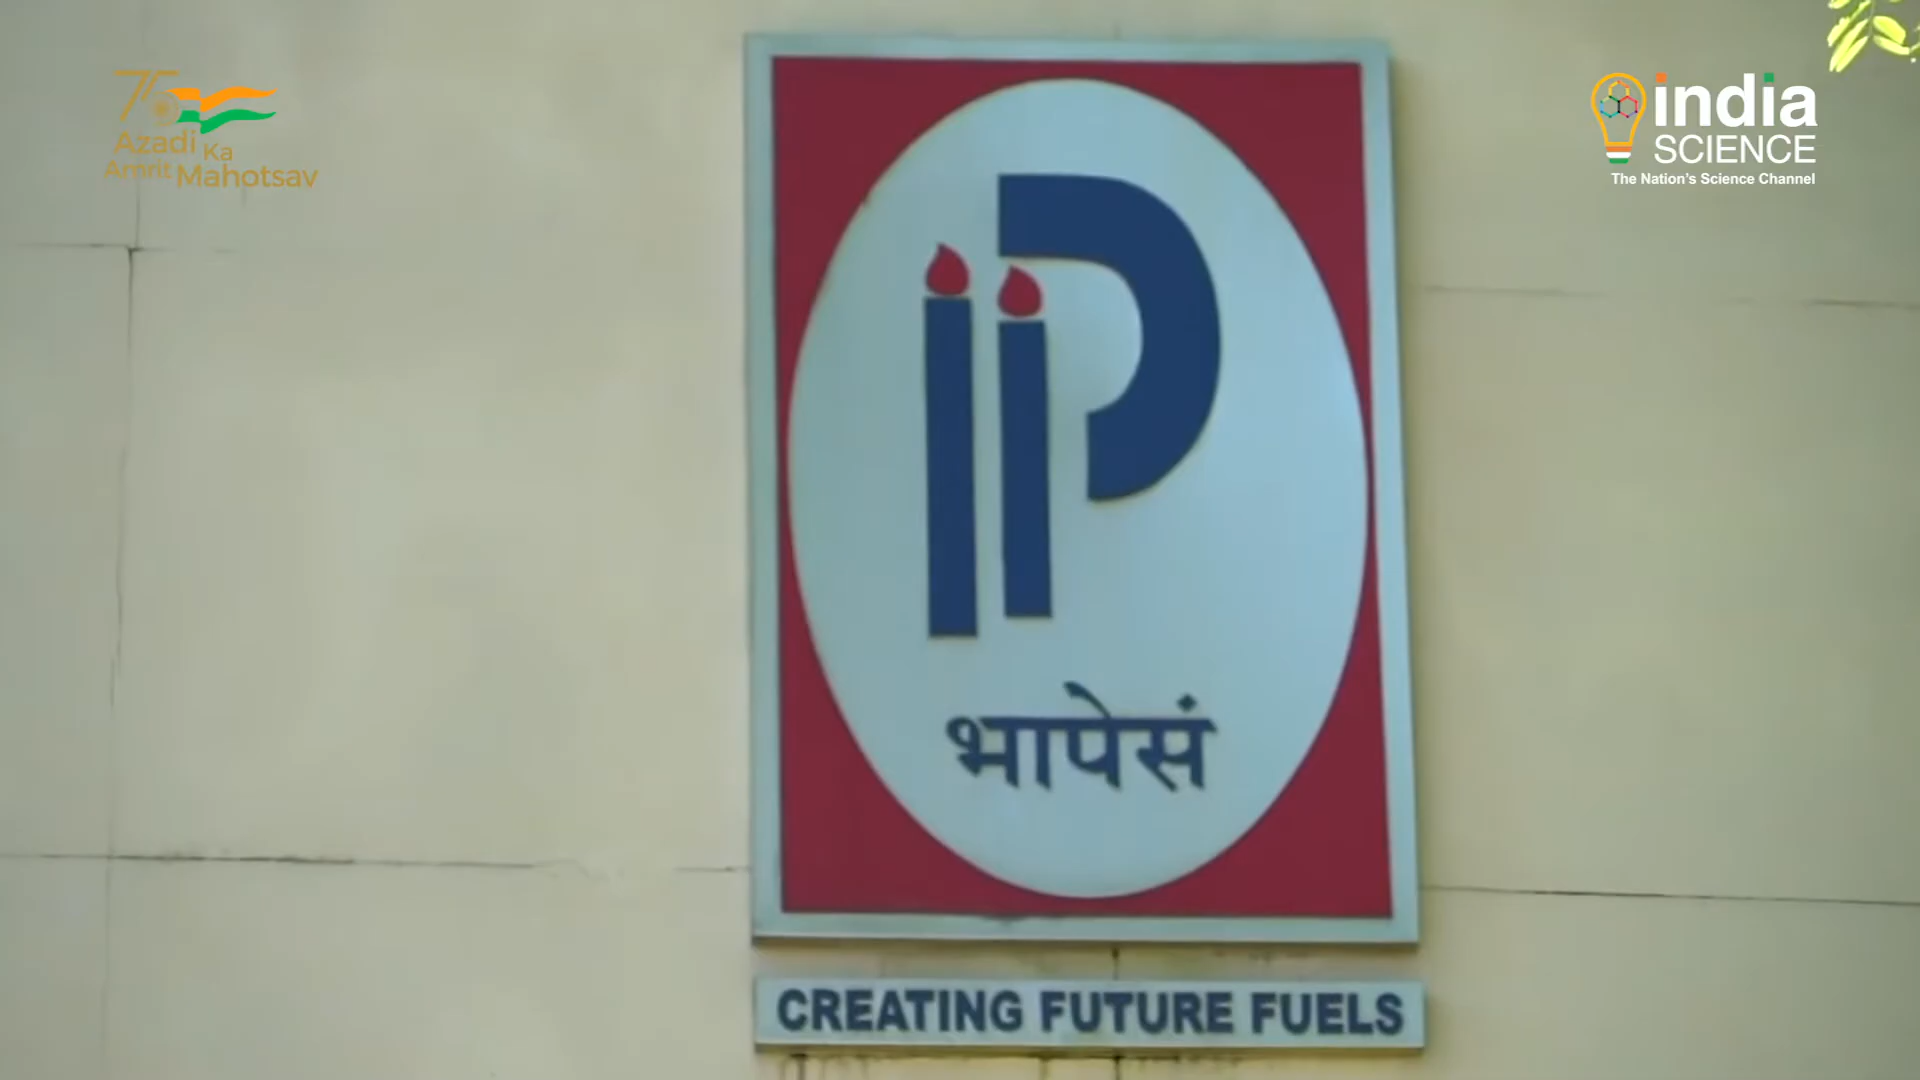 75
Azadi Ka
Amrit Mahotsav
india
SCIENCE
The Nation's Science Channel
iiP
भापेसं
CREATING FUTURE FUELS